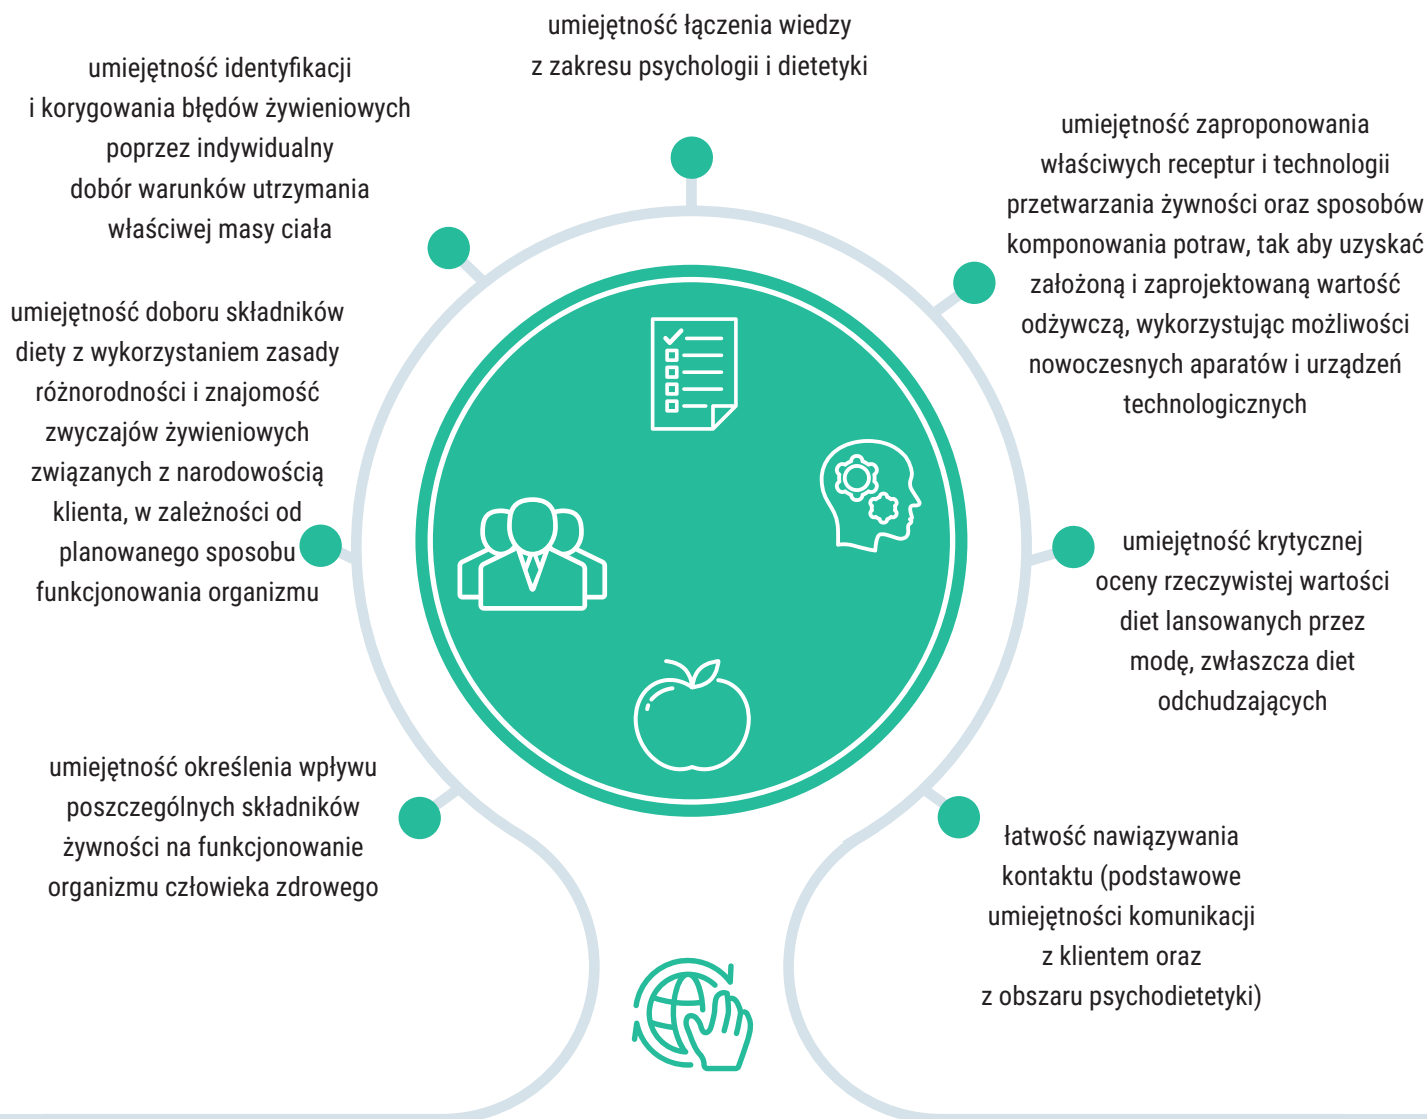 umiejętność łączenia wiedzy
z zakresu psychologii i dietetyki
umiejętność identyfikacji
i korygowania błędów żywieniowych
poprzez indywidualny
dobór warunków utrzymania
właściwej masy ciała
umiejętność zaproponowania
właściwych receptur i technologii
przetwarzania żywności oraz sposobów
komponowania potraw, tak aby uzyskać
założoną i zaprojektowaną wartość
odżywczą, wykorzystując możliwości
nowoczesnych aparatów i urządzeń
technologicznych
umiejętność doboru składników
diety z wykorzystaniem zasady
różnorodności i znajomość
zwyczajów żywieniowych
związanych z narodowością
klienta, w zależności od
planowanego sposobu
funkcjonowania organizmu
umiejętność krytycznej
oceny rzeczywistej wartości
diet lansowanych przez
modę, zwłaszcza diet
odchudzających
umiejętność określenia wpływu
poszczególnych składników
żywności na funkcjonowanie
organizmu człowieka zdrowego
łatwość nawiązywania
kontaktu (podstawowe
umiejętności komunikacji
z klientem oraz
z obszaru psychodietetyki)